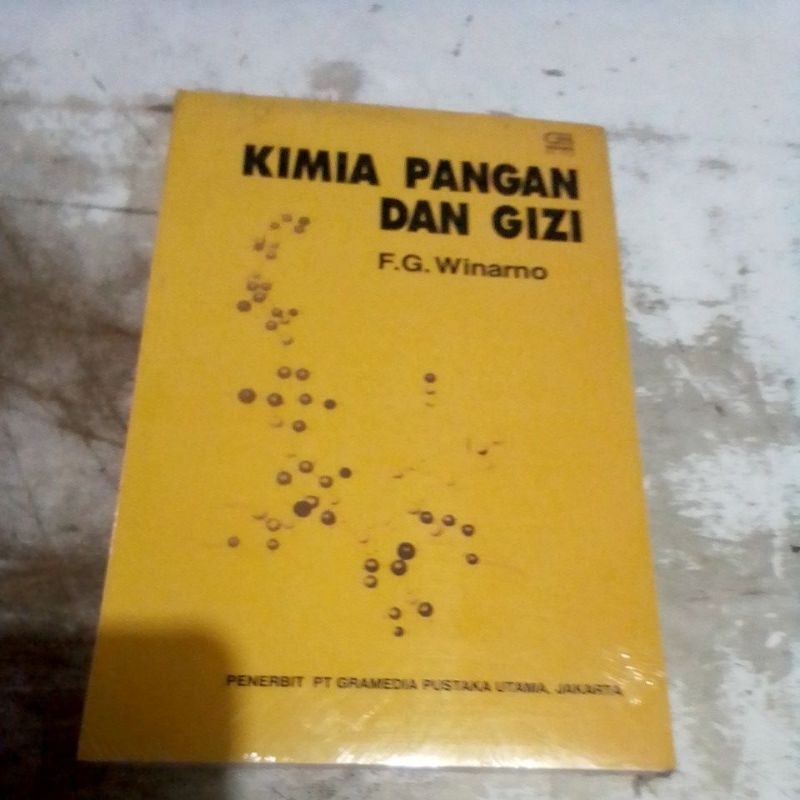 KIMIA PANGAN
DAN GIZI
F.G. Winarno
PENERBIT PT GRAMEDIA PUSTAKA UTAMA, JAKARTA